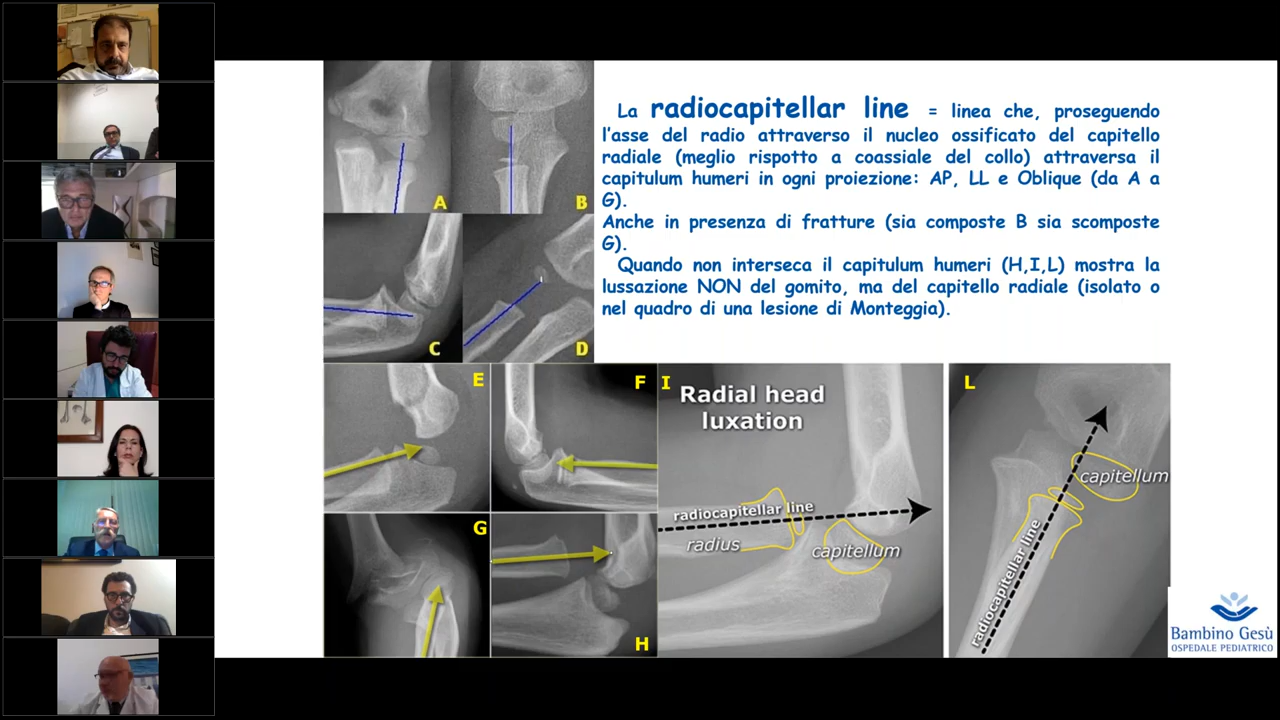 La radiocapitellar line = linea che, proseguendo
l'asse del radio attraverso il nucleo ossificato del capitello
radiale (meglio rispotto a coassiale del collo) attraversa il
capitulum humeri in ogni proiezione: AP, LL e Oblique (da A a
G).
Anche in presenza di fratture (sia composte B sia scomposte
G).
Quando non interseca il capitulum humeri (H,I,L) mostra la
lussazione NON del gomito, ma del capitello radiale (isolato o
nel quadro di una lesione di Monteggia).
A
B
C
D
E
F
G
H
I
Radial head
luxation
radiocapitellar line
radius
capitellum
L
capitellum
radiocapitellar line
Bambino Gesù
OSPEDALE PEDIATRICO